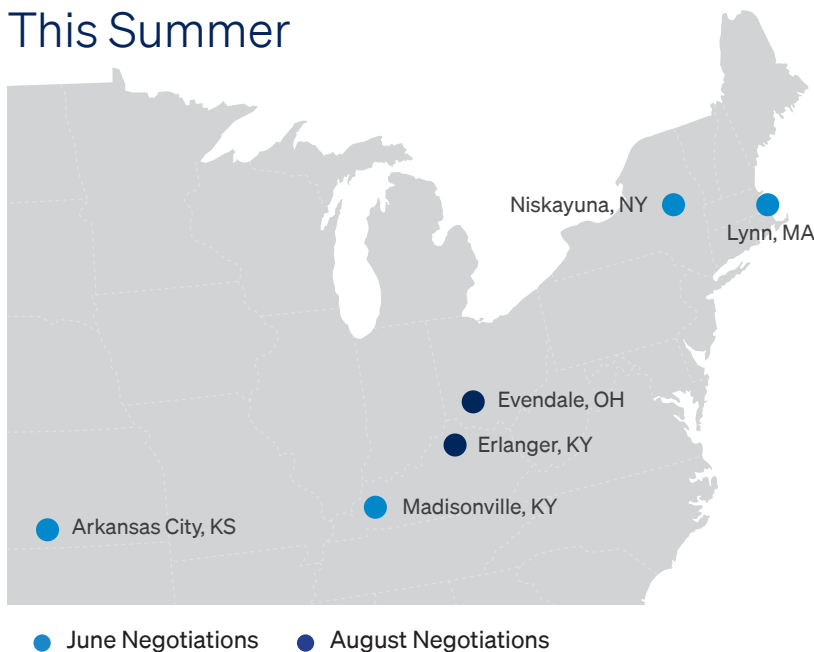 This Summer
Niskayuna, NY
Lynn, MA
Evendale, OH
Erlanger, KY
Madisonville, KY
Arkansas City, KS
June Negotiations
August Negotiations